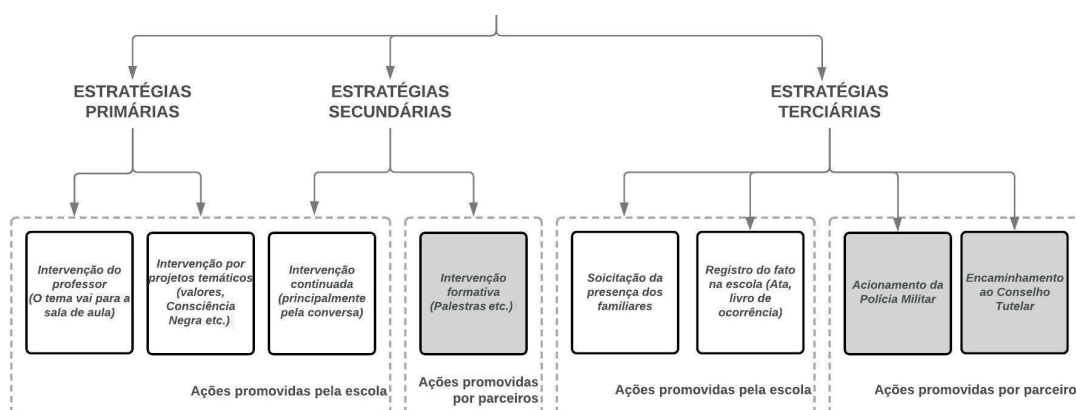 ESTRATÉGIAS
PRIMÁRIAS
ESTRATÉGIAS
SECUNDÁRIAS
ESTRATÉGIAS
TERCIÁRIAS
Intervenção do
professor
(O tema vai para a
sala de aula)
Intervenção por
projetos temáticos
(valores,
Consciência
Negra etc.)
Intervenção
continuada
(principalmente
pela conversa)
Intervenção
formativa
(Palestras etc.)
Soicitação da
presença dos
familiares
Registro do fato
na escola (Ata,
livro de
ocorrência)
Acionamento da
Polícia Militar
Encaminhamento
ao Conselho
Tutelar
Ações promovidas pela escola
Ações promovidas
por parceiros
Ações promovidas pela escola
Ações promovidas por parceiro